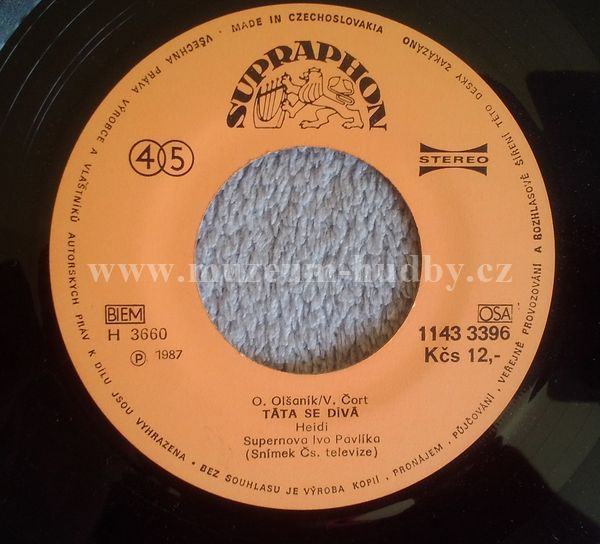 VŠECHNA PRÁVA VÝROBCE A VLASTNÍKŮ AUTORSKÝCH PRÁV K DÍLU JSOU VYHRAZENA • BEZ SOUHLASU JE VÝROBA KOPIÍ, PRONÁJEM, PŮJČOVÁNÍ, VEŘEJNÉ PROVOZOVÁNÍ A ROZHLASOVÉ ŠÍŘENÍ TÉTO DESKY ZAKÁZÁNO
• MADE IN CZECHOSLOVAKIA
SUPRAPHON
45
STEREO
www.muzeum-hudby.cz
BIEM
OSA
H 3660
1143 3396
Ⓟ 1987
Kčs 12,-
O. Olšaník/V. Čort
TÁTA SE DÍVÁ
Heidi
Supernova Ivo Pavlíka
(Snímek Čs. televize)